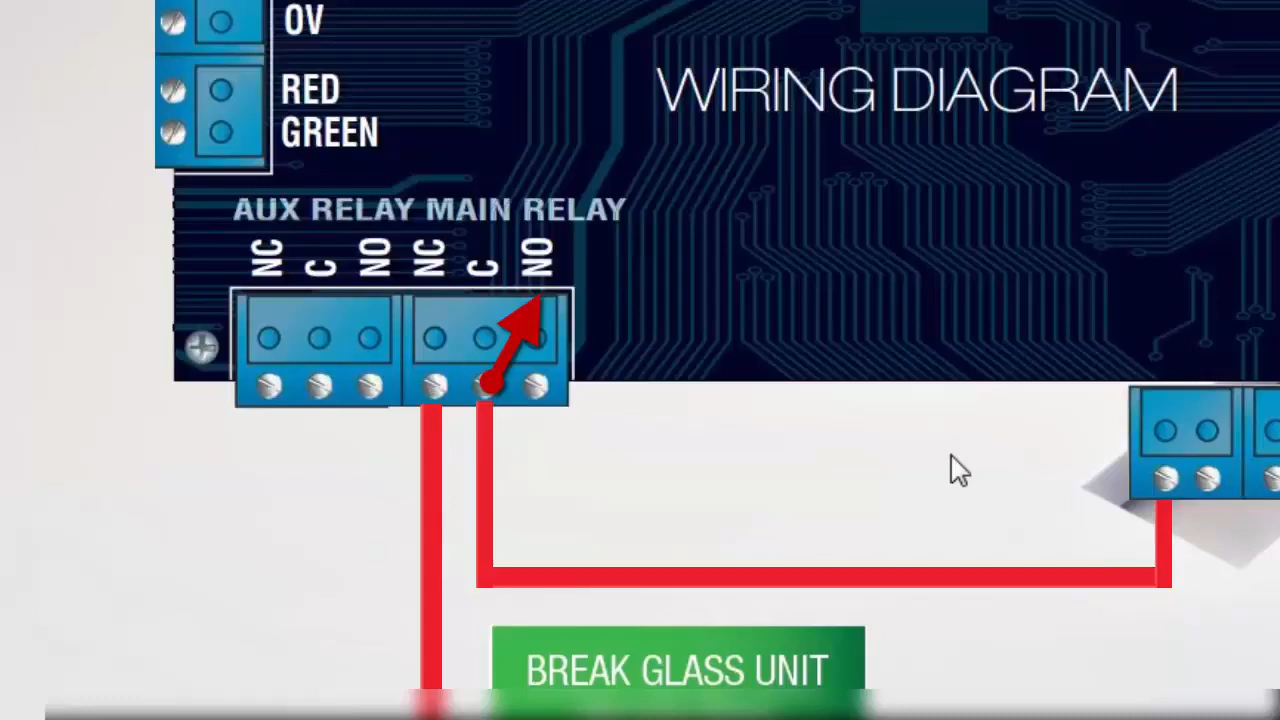 0V
RED
GREEN
WIRING DIAGRAM
AUX RELAY MAIN RELAY
NC C NO NC C NO
BREAK GLASS UNIT